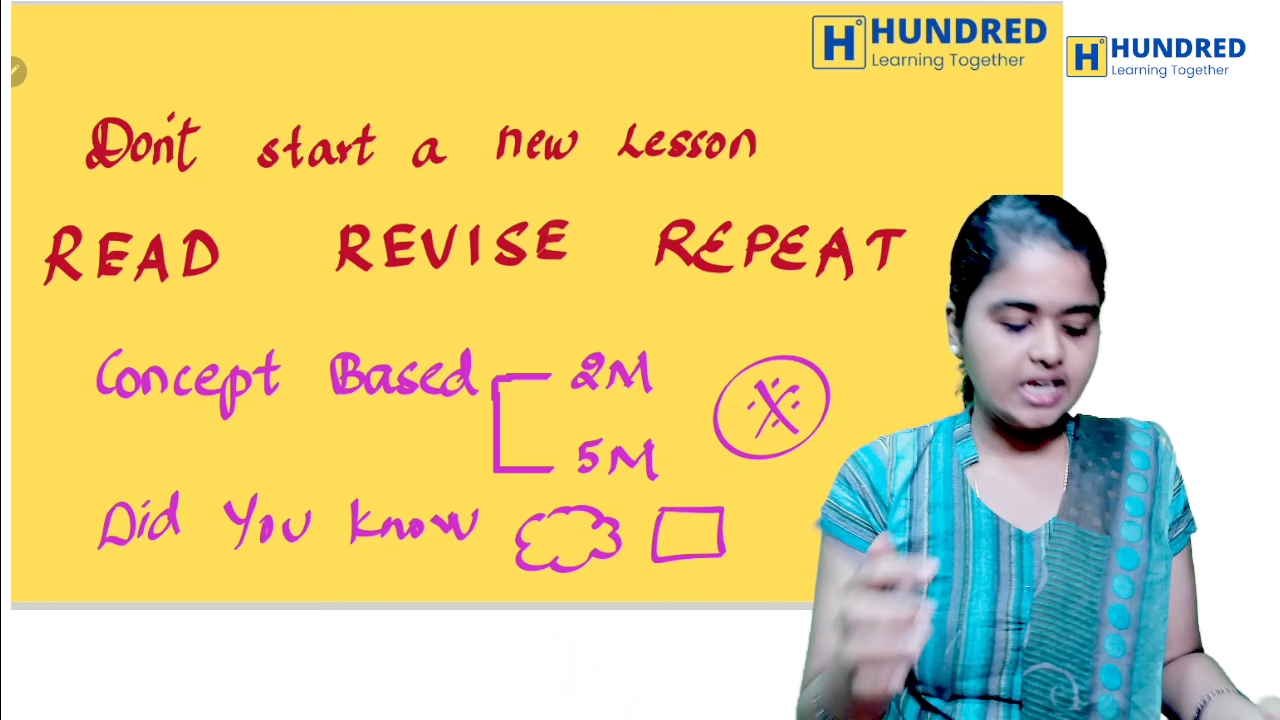 H HUNDRED
Learning Together
H HUNDRED
Learning Together
Don't start a new Lesson
READ REVISE REPEAT
Concept Based 2M
5M
Did You know